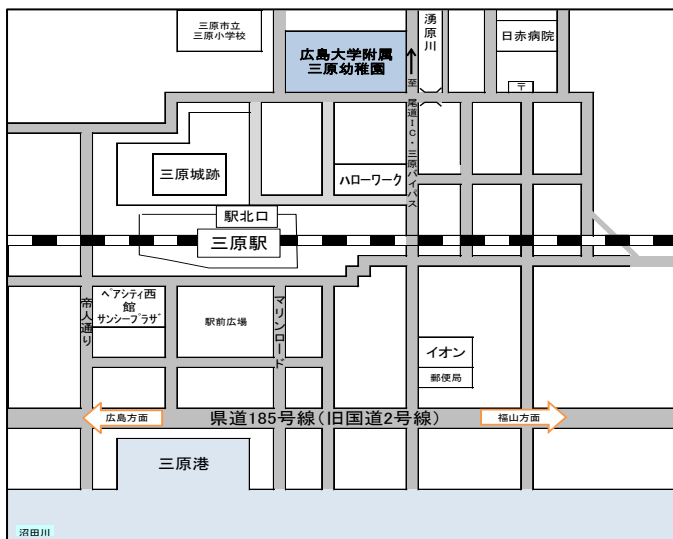 三原市立
三原小学校
広島大学附属
三原幼稚園
湧原川
日赤病院
〒
至 尾道IC・三原バイパス
三原城跡
ハローワーク
駅北口
三原駅
帝人通り
ペアシティ西
館
サンシープラザ
駅前広場
マリンロード
イオン
郵便局
広島方面
県道185号線(旧国道2号線)
福山方面
三原港
沼田川